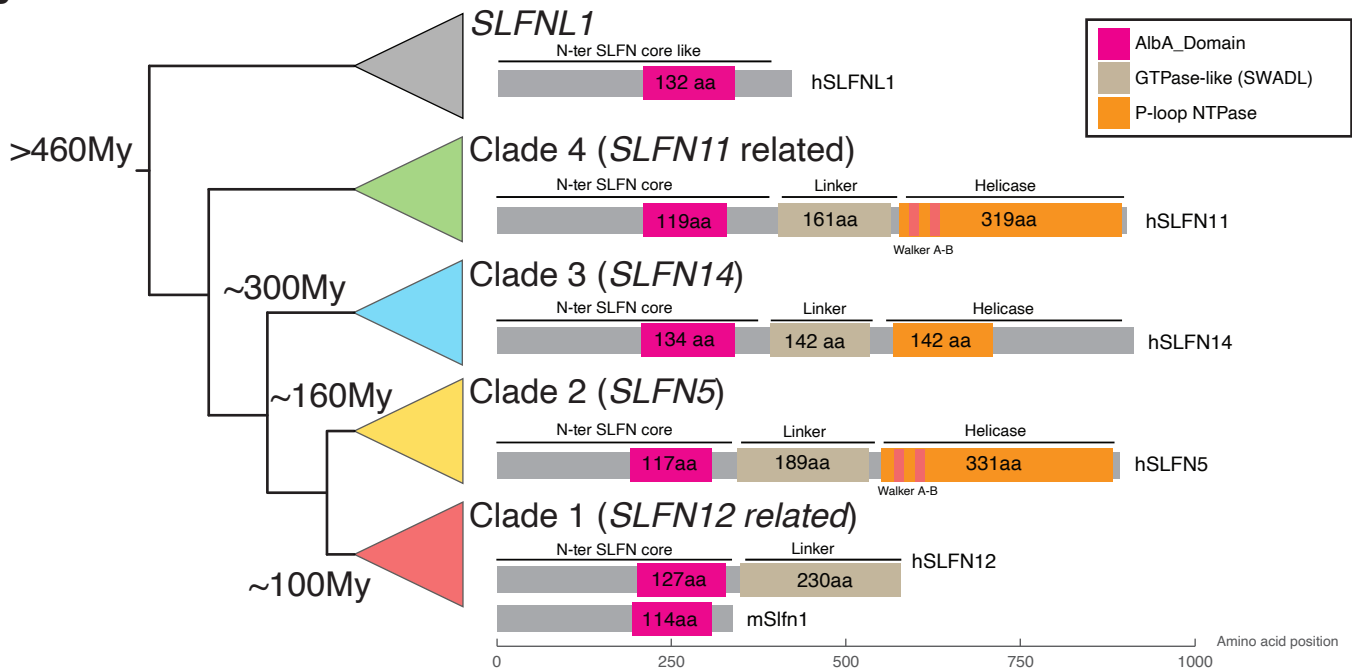 SLFNL1
N-ter SLFN core like
132 aa
hSLFNL1
AlbA_Domain
GTPase-like (SWADL)
P-loop NTPase
>460My
Clade 4 (SLFN11 related)
N-ter SLFN core
Linker
Helicase
119aa
161aa
319aa
hSLFN11
Walker A-B
~300My
Clade 3 (SLFN14)
N-ter SLFN core
Linker
Helicase
134 aa
142 aa
142 aa
hSLFN14
~160My
Clade 2 (SLFN5)
N-ter SLFN core
Linker
Helicase
117aa
189aa
331aa
hSLFN5
Walker A-B
Clade 1 (SLFN12 related)
N-ter SLFN core
Linker
hSLFN12
~100My
127aa
230aa
114aa
mSlfn1
Amino acid position
0
250
500
750
1000